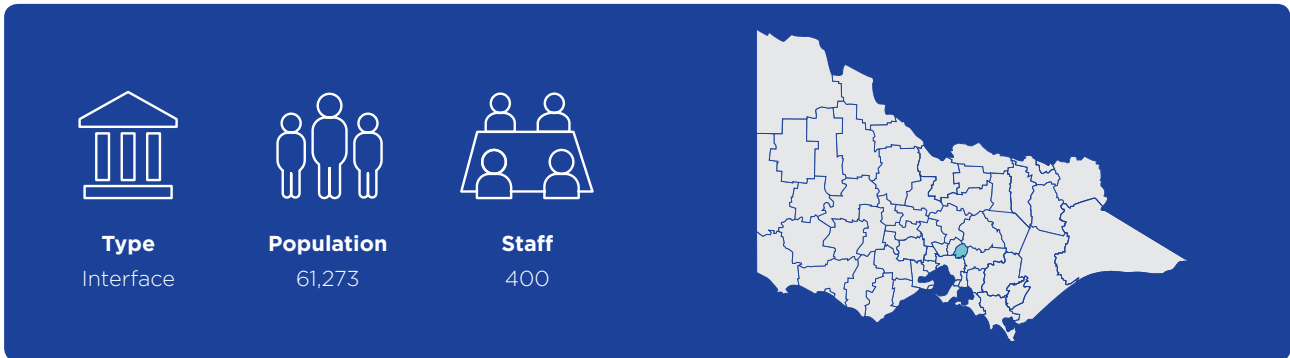 Type
Interface
Population
61,273
Staff
400